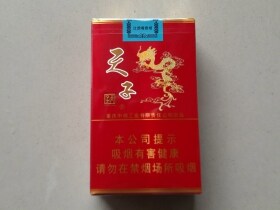 天子
本公司提示
吸烟有害健康
请勿在禁烟场所吸烟